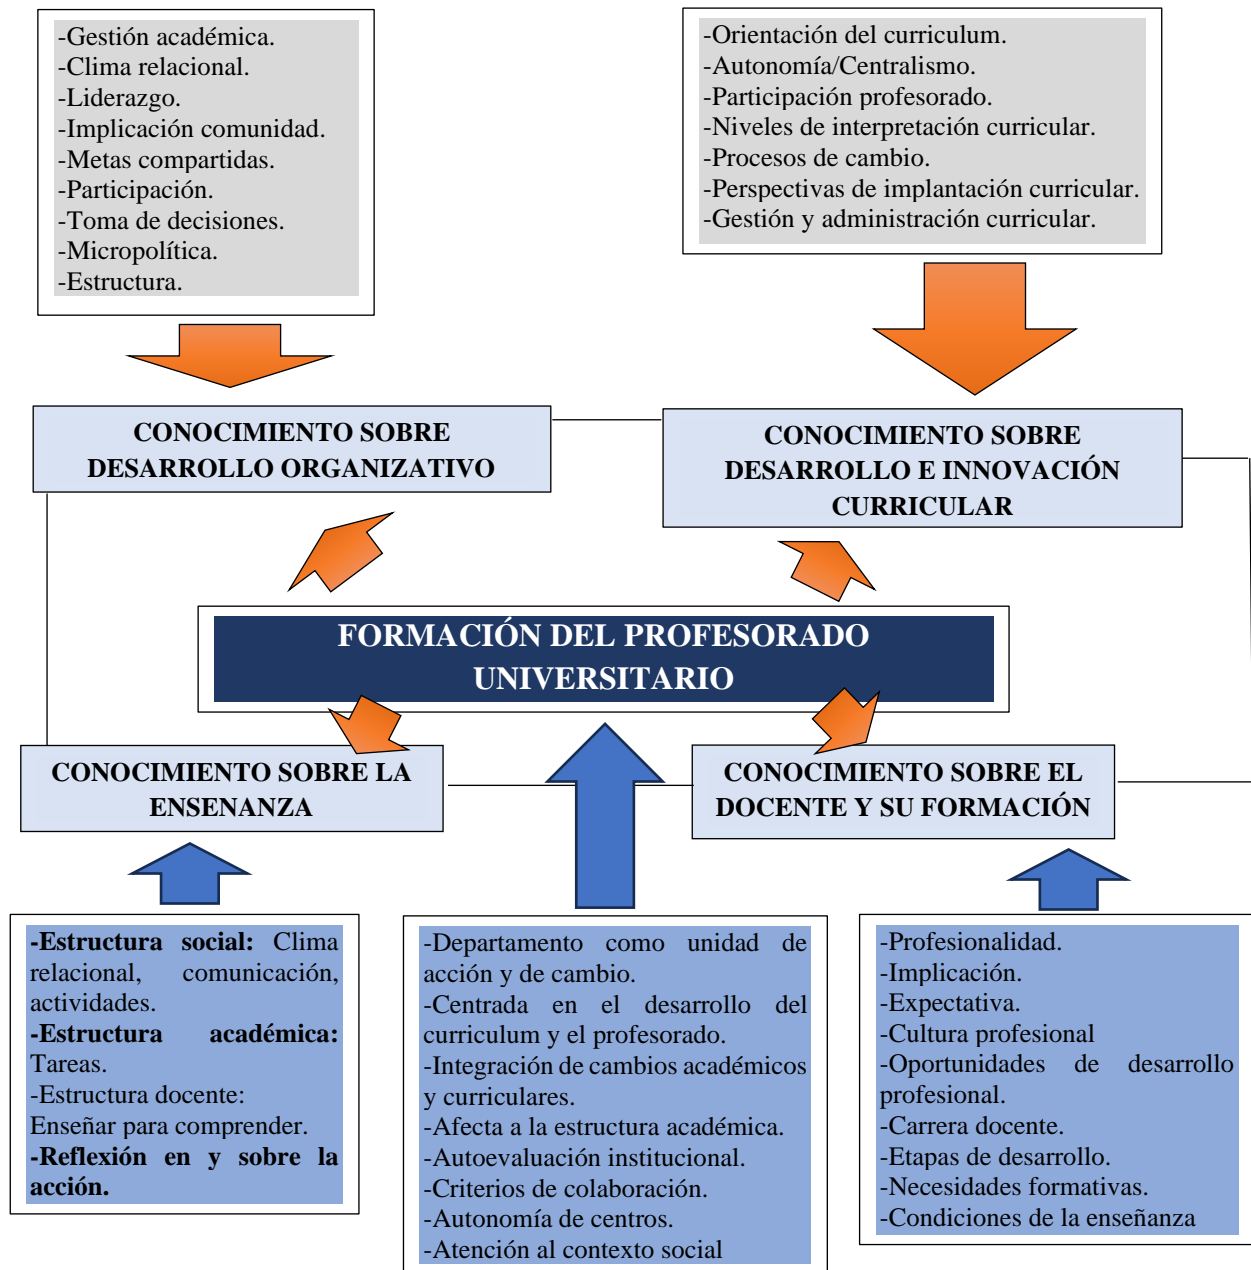 -Gestión académica.
-Clima relacional.
-Liderazgo.
-Implicación comunidad.
-Metas compartidas.
-Participación.
-Toma de decisiones.
-Micropolítica.
-Estructura.
-Orientación del curriculum.
-Autonomía/Centralismo.
-Participación profesorado.
-Niveles de interpretación curricular.
-Procesos de cambio.
-Perspectivas de implantación curricular.
-Gestión y administración curricular.
CONOCIMIENTO SOBRE
DESARROLLO ORGANIZATIVO
CONOCIMIENTO SOBRE
DESARROLLO E INNOVACIÓN
CURRICULAR
FORMACIÓN DEL PROFESORADO
UNIVERSITARIO
CONOCIMIENTO SOBRE LA
ENSENANZA
CONOCIMIENTO SOBRE EL
DOCENTE Y SU FORMACIÓN
-Estructura social: Clima
relacional, comunicación,
actividades.
-Estructura académica:
Tareas.
-Estructura docente:
Enseñar para comprender.
-Reflexión en y sobre la
acción.
-Departamento como unidad de
acción y de cambio.
-Centrada en el desarrollo del
curriculum y el profesorado.
-Integración de cambios académicos
y curriculares.
-Afecta a la estructura académica.
-Autoevaluación institucional.
-Criterios de colaboración.
-Autonomía de centros.
-Atención al contexto social
-Profesionalidad.
-Implicación.
-Expectativa.
-Cultura profesional
-Oportunidades de desarrollo
profesional.
-Carrera docente.
-Etapas de desarrollo.
-Necesidades formativas.
-Condiciones de la enseñanza